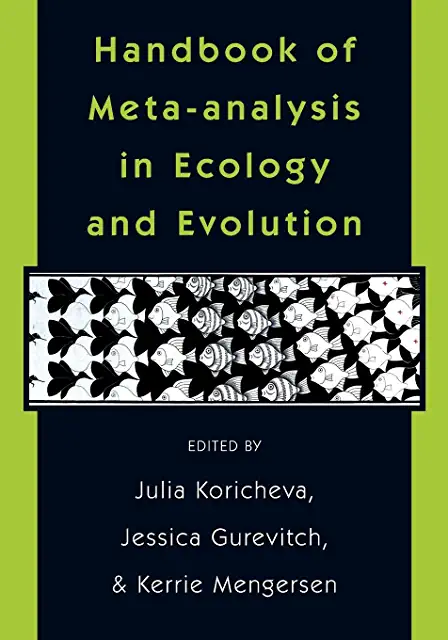 Handbook of
Meta-analysis
in Ecology
and Evolution
EDITED BY
Julia Koricheva,
Jessica Gurevitch,
& Kerrie Mengersen